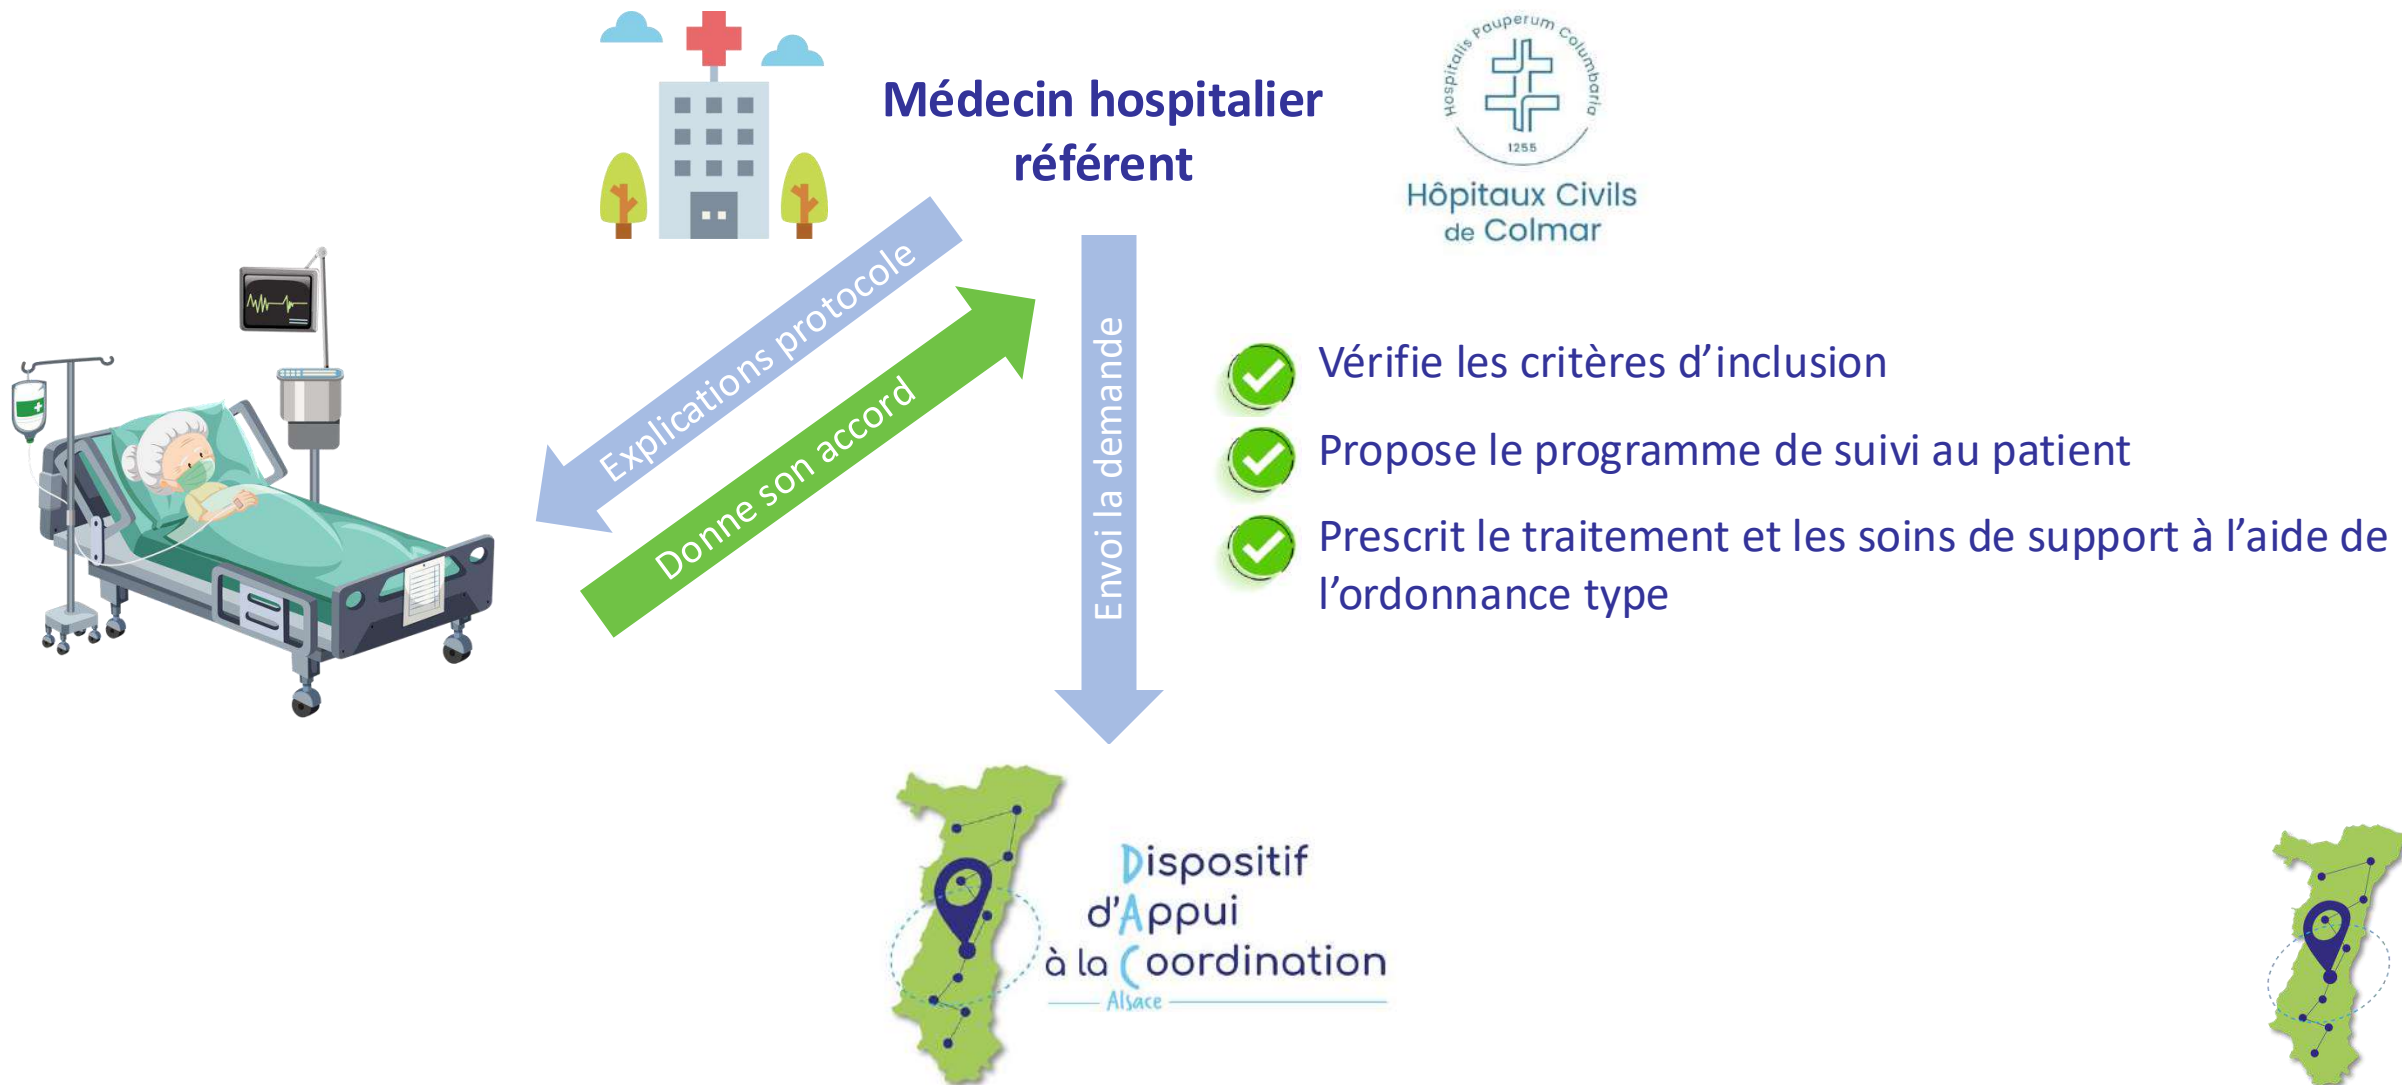 Médecin hospitalier
référent
Hospitalis Pauperum Columbaria
1255
Hôpitaux Civils
de Colmar
Explications protocole
Donne son accord
Envoi la demande
Vérifie les critères d’inclusion
Propose le programme de suivi au patient
Prescrit le traitement et les soins de support à l’aide de
l’ordonnance type
Dispositif
d'Appui
à la Coordination
Alsace